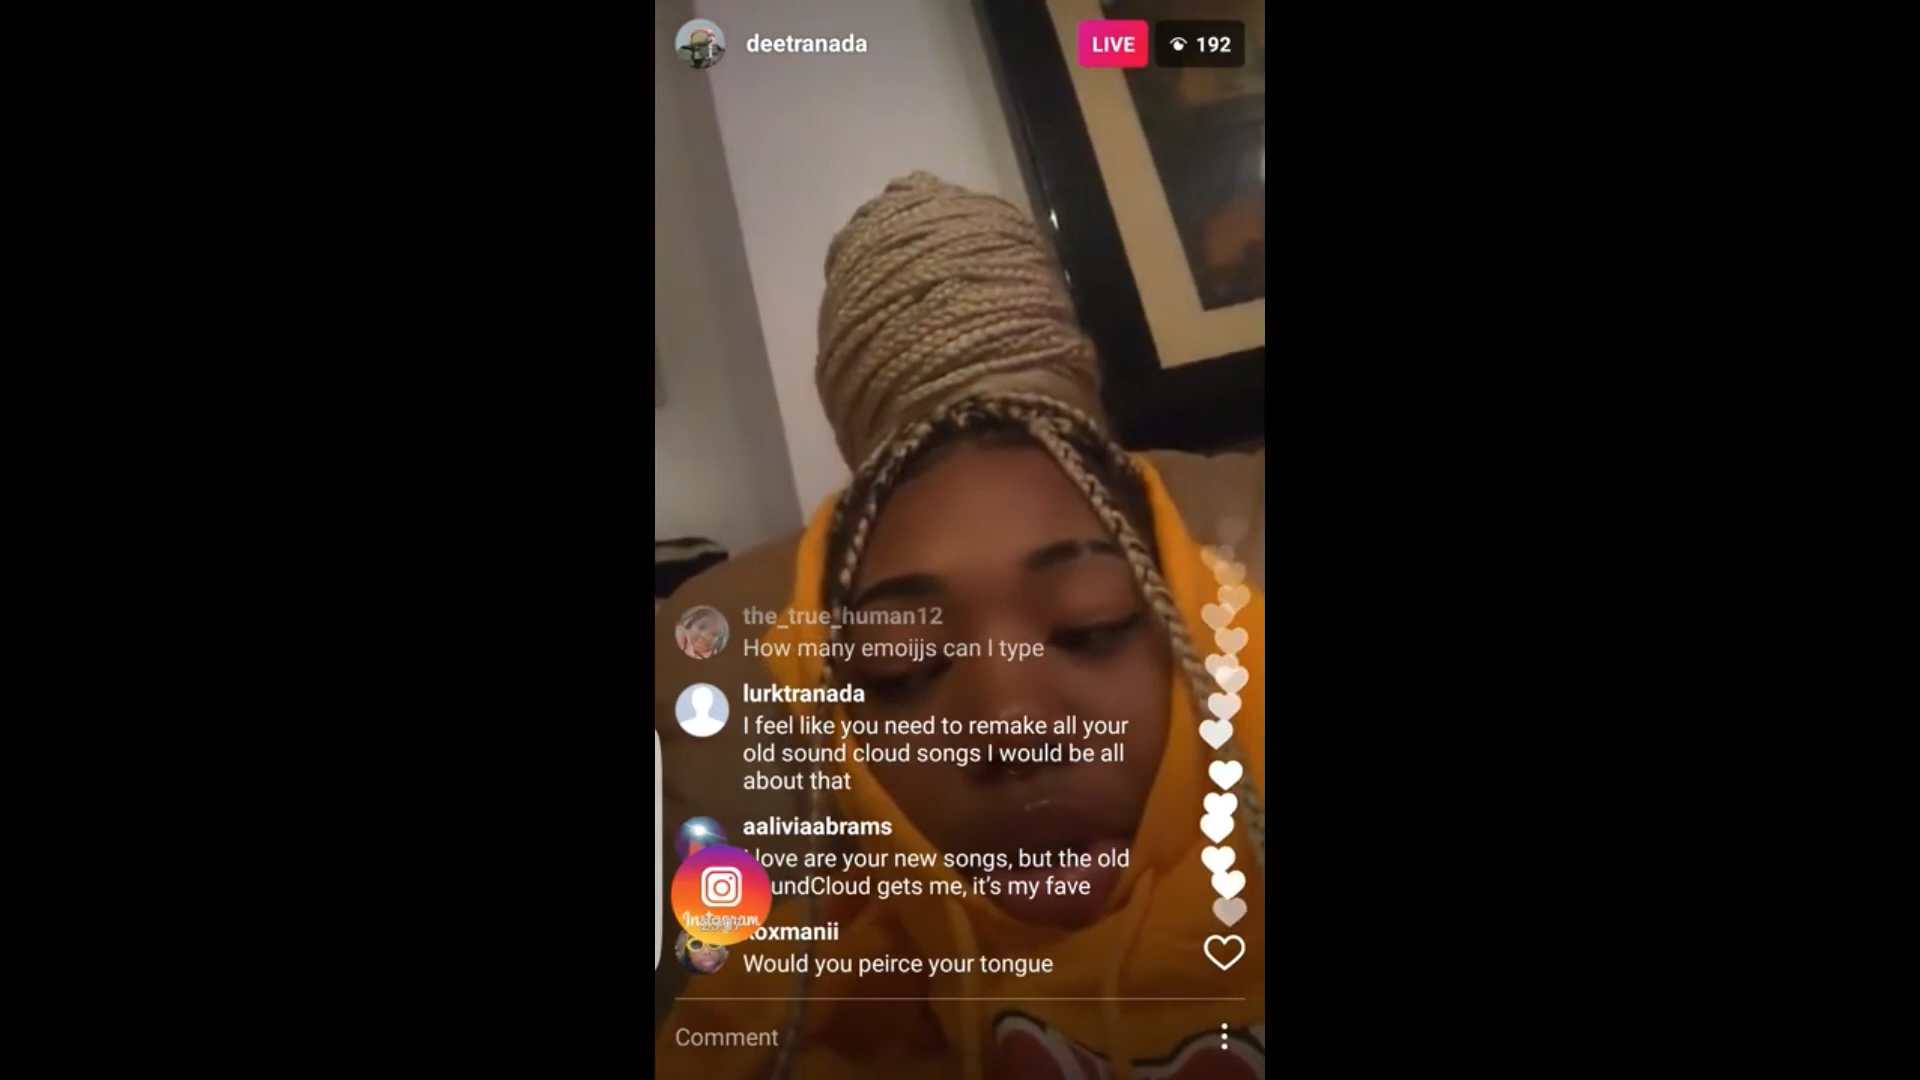 deetranada
LIVE
192
the_true_human12
How many emoijjs can I type
lurktranada
I feel like you need to remake all your
old sound cloud songs I would be all
about that
aaliviaabrams
love are your new songs, but the old
undCloud gets me, it's my fave
Instagram
oxmanii
Would you peirce your tongue
Comment